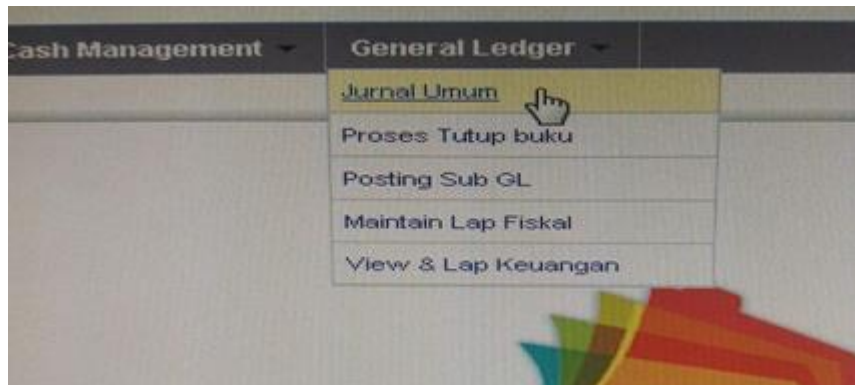 Cash Management General Ledger
Jurnal Umum
Proses Tutup buku
Posting Sub GL
Maintain Lap Fiskal
View & Lap Keuangan